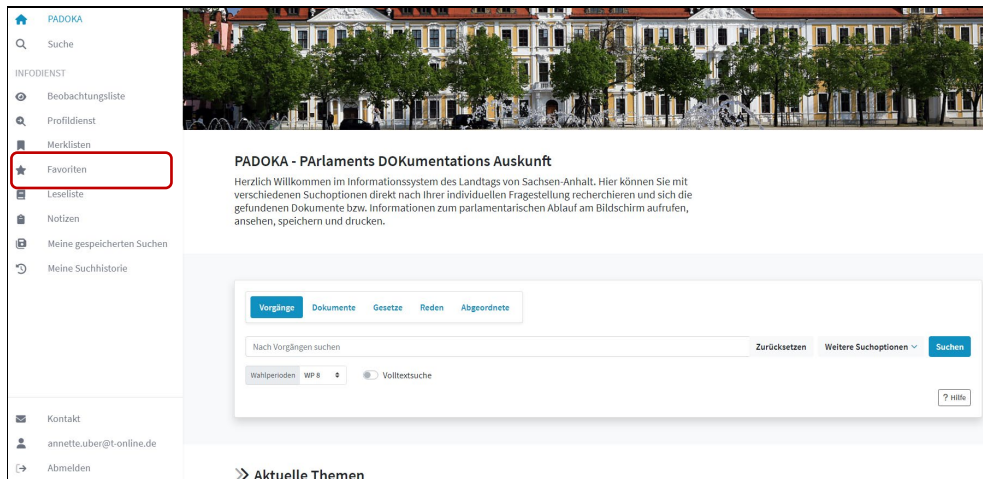 PADOKA
Suche
INFODIENST
Beobachtungsliste
Profildienst
Merklisten
Favoriten
Leseliste
Notizen
Meine gespeicherten Suchen
Meine Suchhistorie
Kontakt
annette.uber@t-online.de
Abmelden
PADOKA - PArlaments DOKumentations Auskunft
Herzlich Willkommen im Informationssystem des Landtags von Sachsen-Anhalt. Hier können Sie mit
verschiedenen Suchoptionen direkt nach Ihrer individuellen Fragestellung recherchieren und sich die
gefundenen Dokumente bzw. Informationen zum parlamentarischen Ablauf am Bildschirm aufrufen,
ansehen, speichern und drucken.
Vorgänge Dokumente Gesetze Reden Abgeordnete
Nach Vorgängen suchen Zurücksetzen Weitere Suchoptionen Suchen
Wahlperioden WP 8 Volltextsuche
? Hilfe
Aktuelle Themen